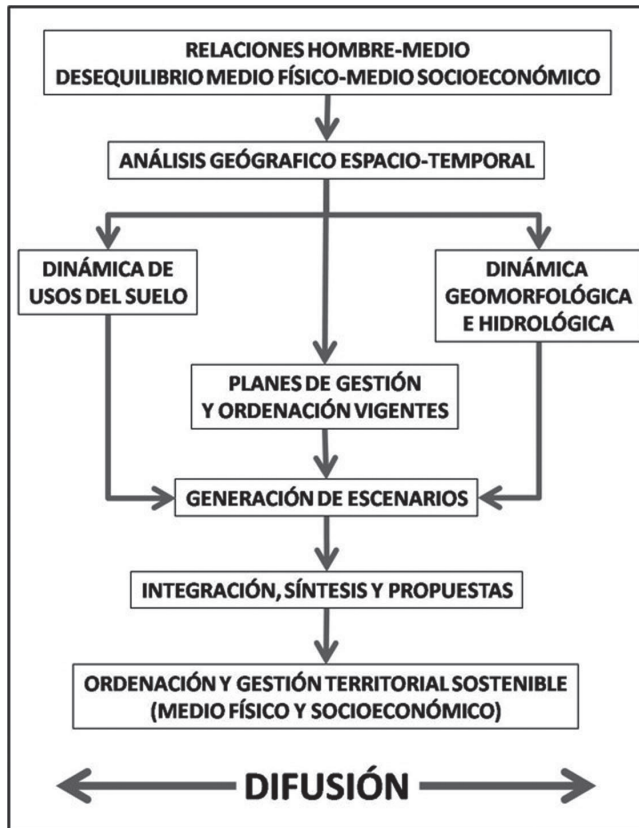 RELACIONES HOMBRE-MEDIO
DESEQUILIBRIO MEDIO FÍSICO-MEDIO SOCIOECONÓMICO
ANÁLISIS GEÓGRAFICO ESPACIO-TEMPORAL
DINÁMICA DE
USOS DEL SUELO
DINÁMICA
GEOMORFOLÓGICA
E HIDROLÓGICA
PLANES DE GESTIÓN
Y ORDENACIÓN VIGENTES
GENERACIÓN DE ESCENARIOS
INTEGRACIÓN, SÍNTESIS Y PROPUESTAS
ORDENACIÓN Y GESTIÓN TERRITORIAL SOSTENIBLE
(MEDIO FÍSICO Y SOCIOECONÓMICO)
DIFUSIÓN